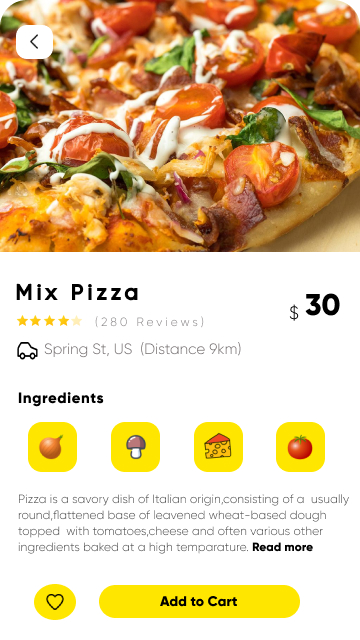 Mix Pizza
$ 30
(280 Reviews)
Spring St, US (Distance 9km)
Ingredients
Pizza is a savory dish of Italian origin,consisting of a usually
round,flattened base of leavened wheat-based dough
topped with tomatoes,cheese and often various other
ingredients baked at a high temparature. Read more
Add to Cart